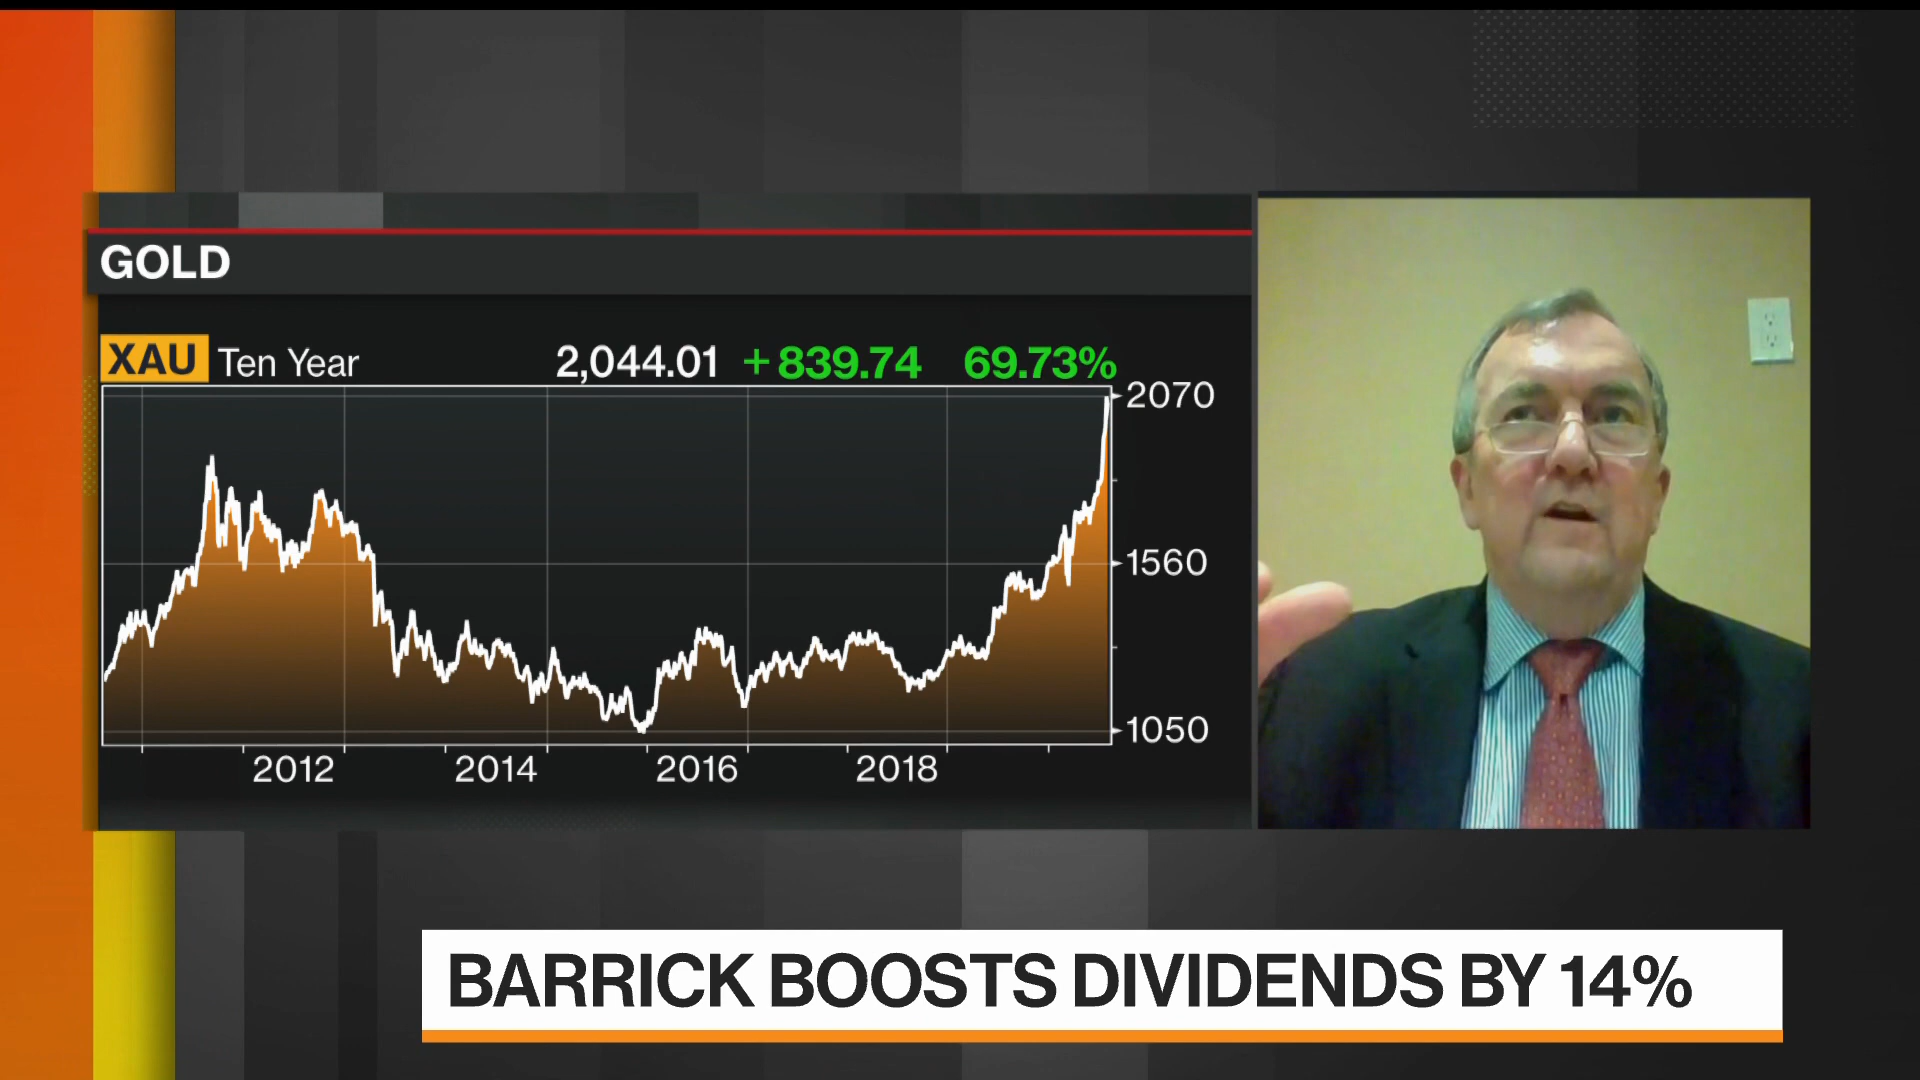 GOLD
XAU Ten Year 2,044.01 +839.74 69.73%
2070
1560
1050
2012 2014 2016 2018
BARRICK BOOSTS DIVIDENDS BY 14%